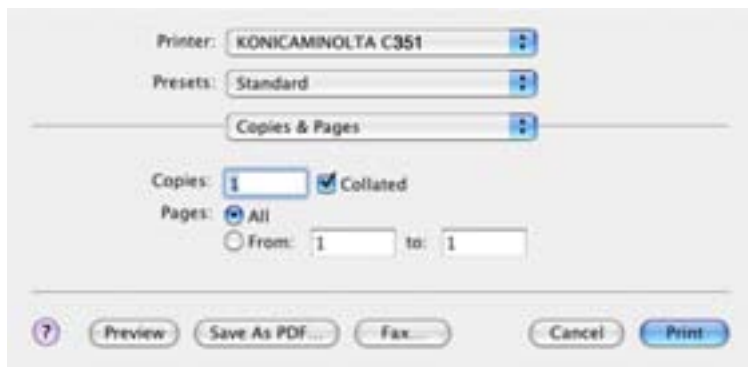 Printer: KONICAMINOLTA C351
Presets: Standard
Copies & Pages
Copies: 1 Collated
Pages: All
From: 1 to: 1
? Preview Save As PDF... Fax... Cancel Print